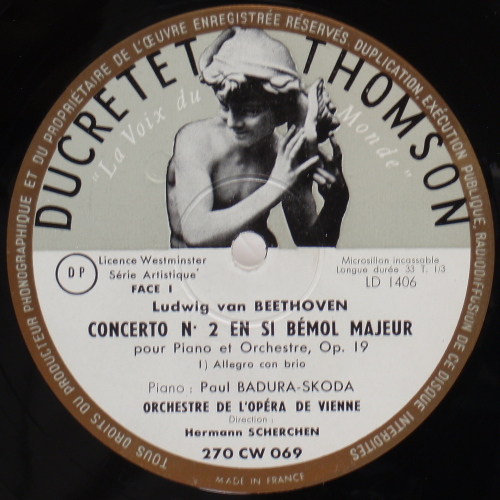 TOUS DROITS DU PRODUCTEUR PHONOGRAPHIQUE ET DU PROPRIÉTAIRE DE L'ŒUVRE ENREGISTRÉE RÉSERVÉS, DUPLICATION, EXÉCUTION PUBLIQUE, RADIODIFFUSION DE CE DISQUE INTERDITES
DUCRETET THOMSON
"La Voix du Monde"
DP
Licence Westminster
Série Artistique
FACE 1
Microsillon incassable
Longue durée 33 T. 1/3
LD 1406
Ludwig van BEETHOVEN
CONCERTO N° 2 EN SI BÉMOL MAJEUR
pour Piano et Orchestre, Op. 19
1) Allegro con brio
Piano : Paul BADURA-SKODA
ORCHESTRE DE L'OPÉRA DE VIENNE
Direction :
Hermann SCHERCHEN
270 CW 069
MADE IN FRANCE